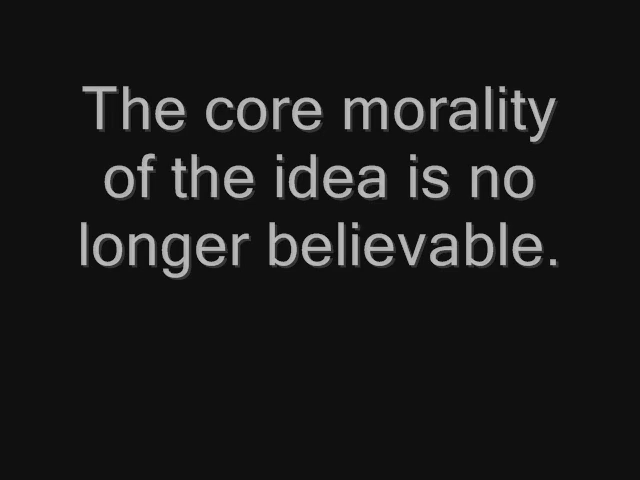 The core morality
of the idea is no
longer believable.